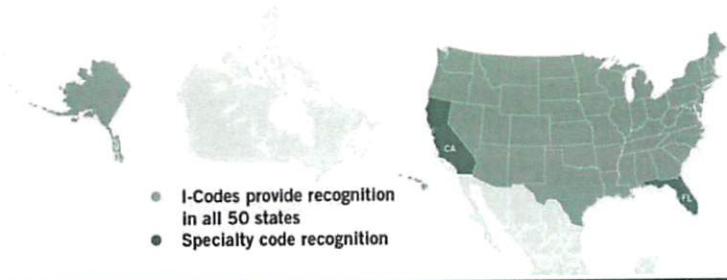 CA
FL
I-Codes provide recognition
in all 50 states
Specialty code recognition